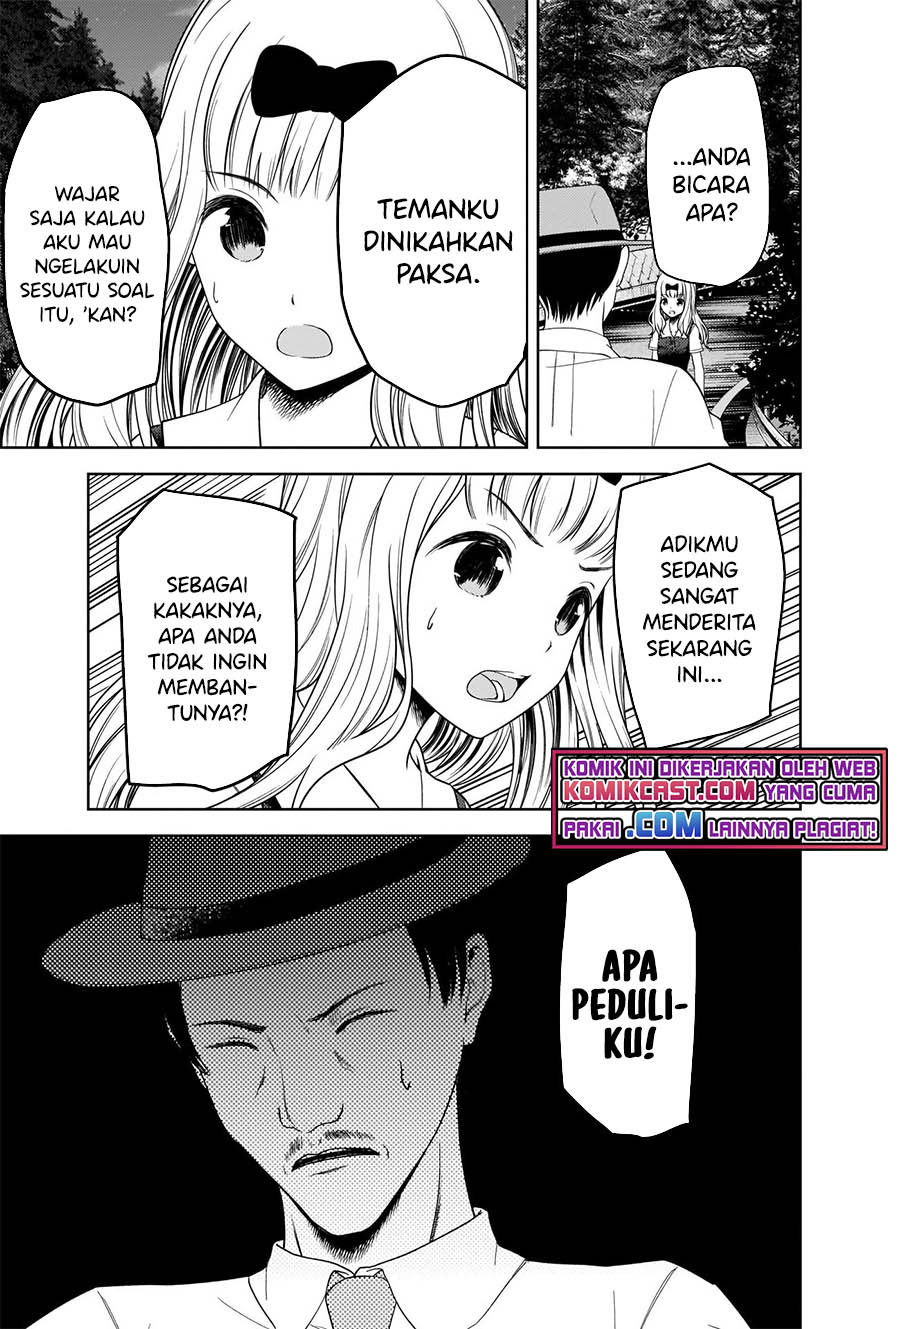 ...ANDA
BICARA
APA?
TEMANKU
DINIKAHKAN
PAKSA.
WAJAR
SAJA KALAU
AKU MAU
NGELAKUIN
SESUATU SOAL
ITU, 'KAN?
ADIKMU
SEDANG
SANGAT
MENDERITA
SEKARANG
INI...
SEBAGAI
KAKAKNYA,
APA ANDA
TIDAK INGIN
MEMBAN-
TUNYA?!
KOMIK INI DIKERJAKAN OLEH WEB
KOMIKCAST.COM YANG CUMA
PAKAI .COM LAINNYA PLAGIAT!
APA
PEDULI-
KU!